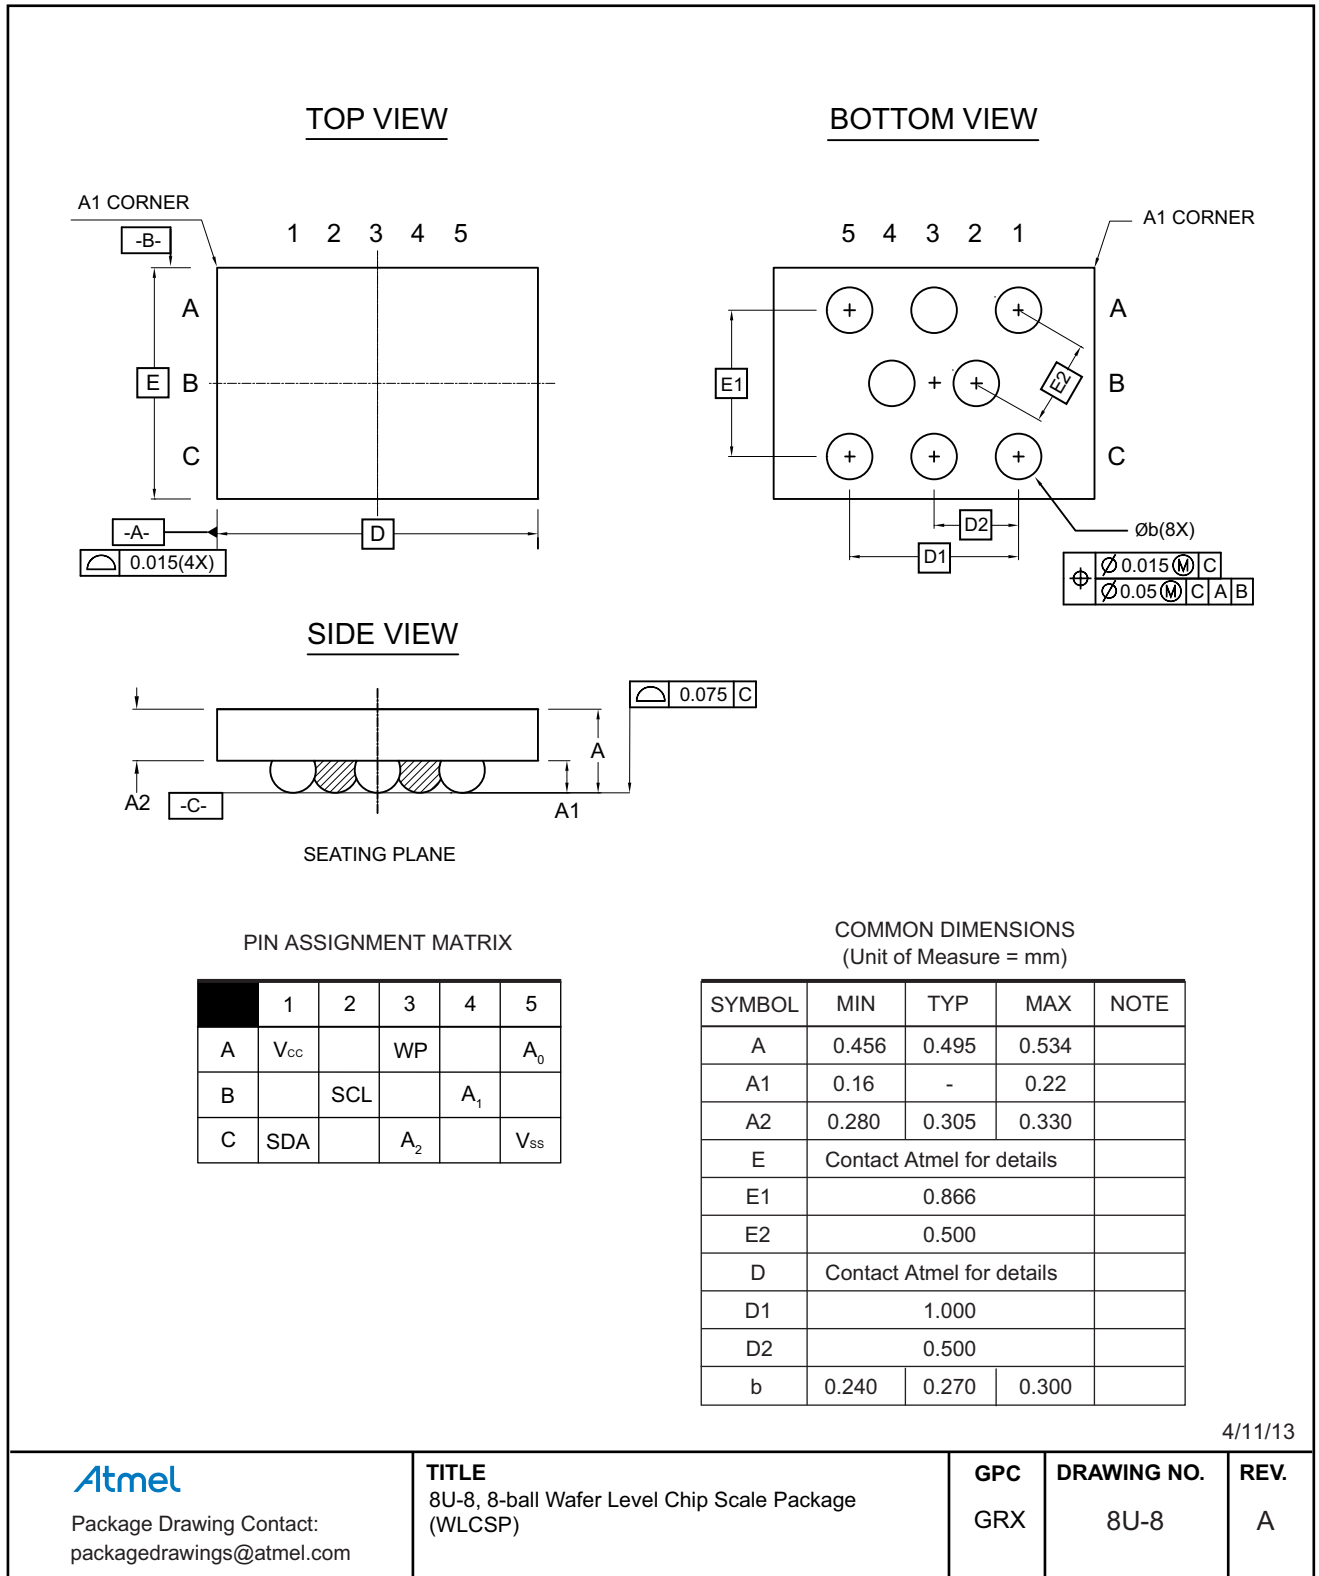 TOP VIEW
BOTTOM VIEW
A1 CORNER
-B-
1 2 3 4 5
A
E B
C
-A-
D
0.015(4X)
5 4 3 2 1
A1 CORNER
A
E1
E2
B
C
D2
D1
Øb(8X)
Ø 0.015 Ⓜ C
Ø 0.05 Ⓜ C A B
SIDE VIEW
0.075 C
A
A2
-C-
A1
SEATING PLANE
PIN ASSIGNMENT MATRIX
1 2 3 4 5
A Vcc WP A0
B SCL A1
C SDA A2 Vss
COMMON DIMENSIONS
(Unit of Measure = mm)
SYMBOL MIN TYP MAX NOTE
A 0.456 0.495 0.534
A1 0.16 - 0.22
A2 0.280 0.305 0.330
E Contact Atmel for details
E1 0.866
E2 0.500
D Contact Atmel for details
D1 1.000
D2 0.500
b 0.240 0.270 0.300
4/11/13
Atmel
Package Drawing Contact:
packagedrawings@atmel.com
TITLE
8U-8, 8-ball Wafer Level Chip Scale Package
(WLCSP)
GPC
GRX
DRAWING NO.
8U-8
REV.
A